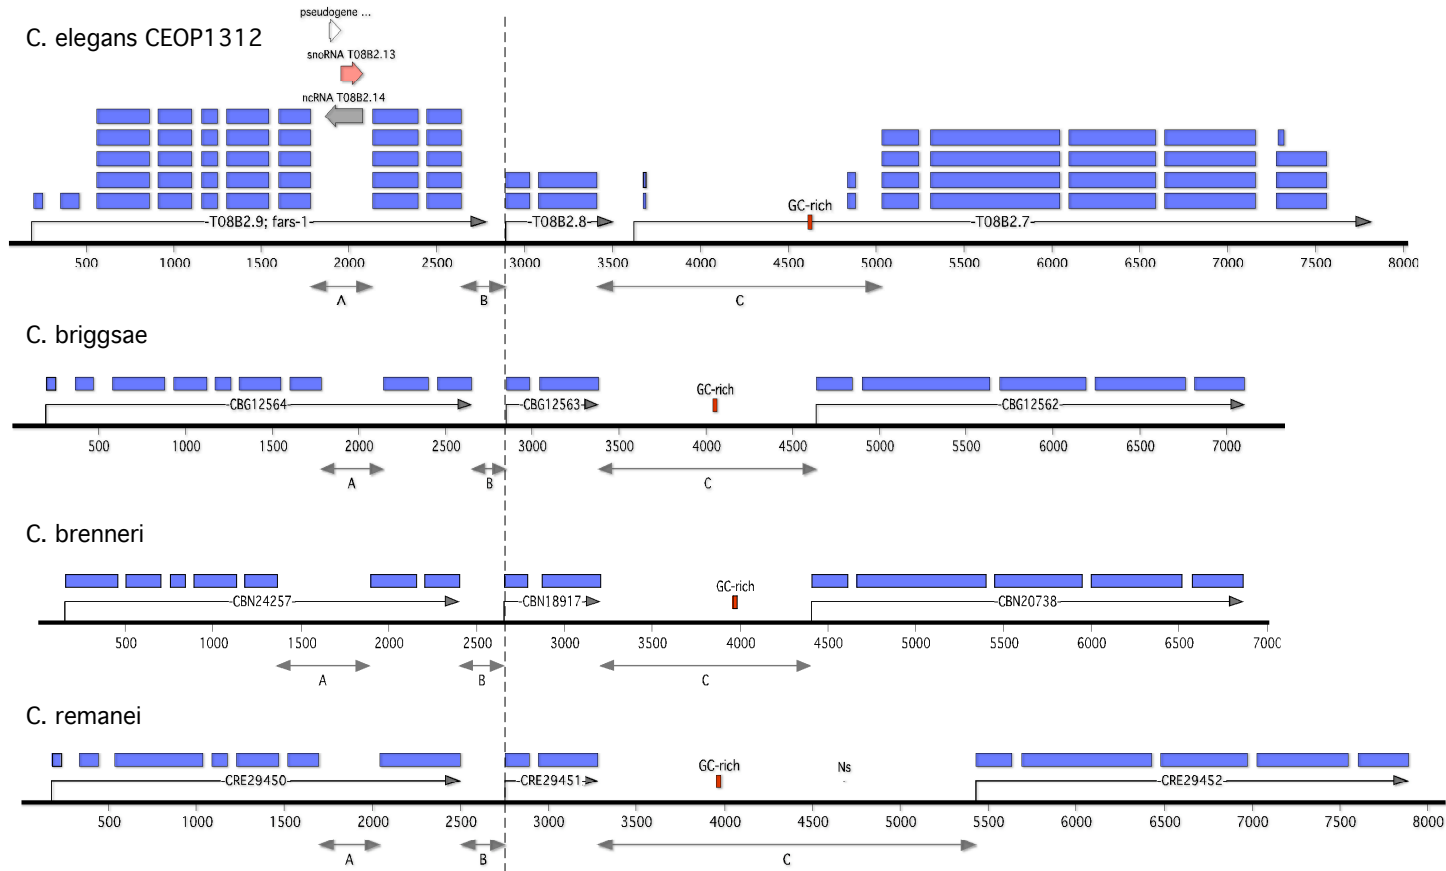 pseudogene ...
C. elegans CEOP1312
snoRNA T08B2.13
ncRNA T08B2.14
GC-rich
T08B2.9; fars-1 T08B2.8 T08B2.7
500 1000 1500 2000 2500 3000 3500 4000 4500 5000 5500 6000 6500 7000 7500 8000
A B C
C. briggsae
GC-rich
CBG12564 CBG12563 CBG12562
500 1000 1500 2000 2500 3000 3500 4000 4500 5000 5500 6000 6500 7000
A B C
C. brenneri
GC-rich
CBN24257 CBN18917 CBN20738
500 1000 1500 2000 2500 3000 3500 4000 4500 5000 5500 6000 6500 7000
A B C
C. remanei
GC-rich Ns
CRE29450 CRE29451 CRE29452
500 1000 1500 2000 2500 3000 3500 4000 4500 5000 5500 6000 6500 7000 7500 8000
A B C